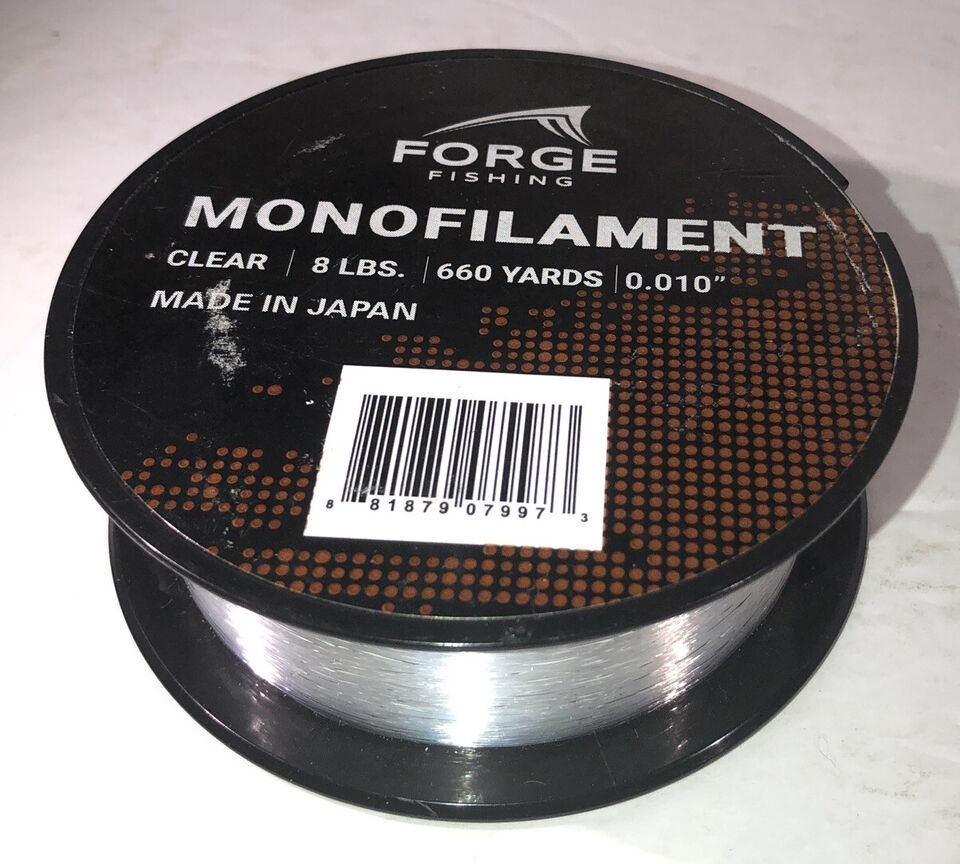 FORGE
FISHING
MONOFILAMENT
CLEAR | 8 LBS. | 660 YARDS | 0.010"
MADE IN JAPAN
8 81879 07997 3